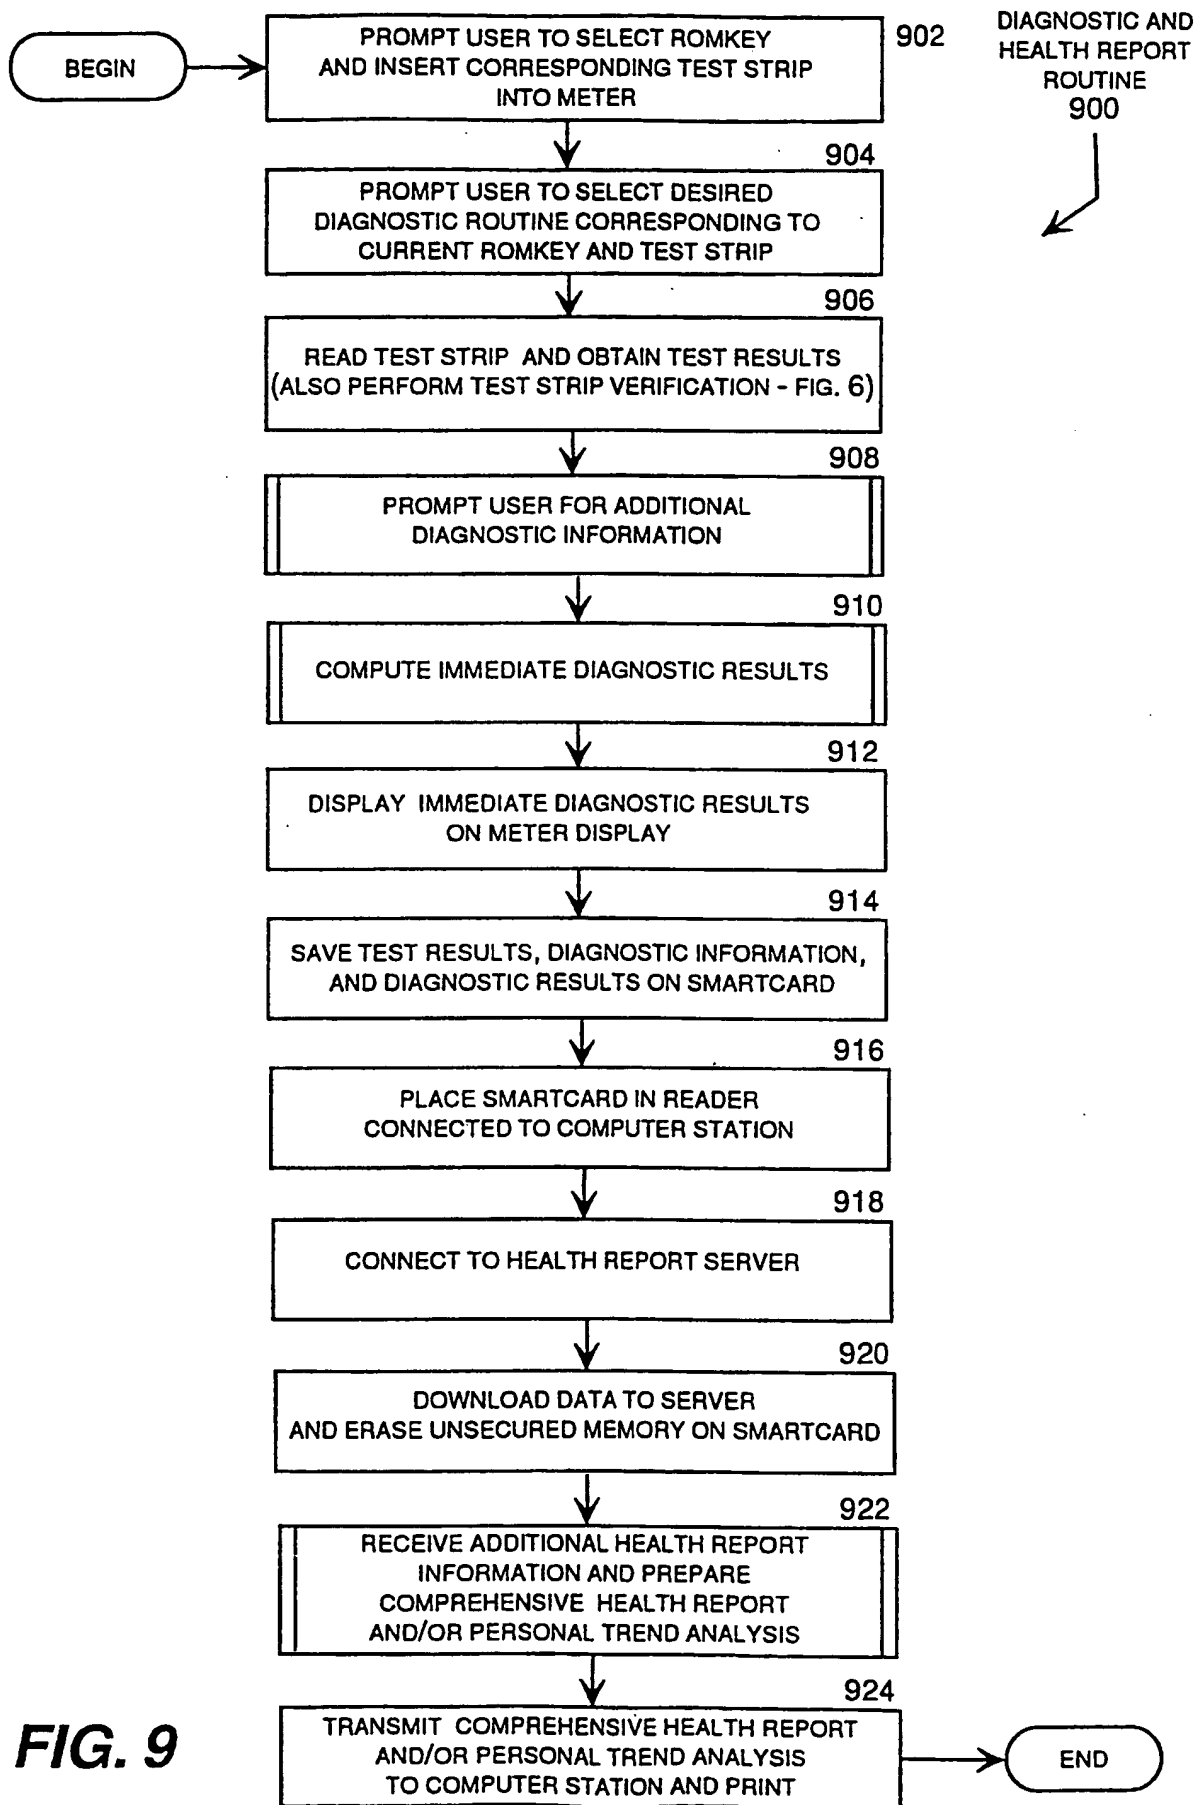 BEGIN
PROMPT USER TO SELECT ROMKEY
AND INSERT CORRESPONDING TEST STRIP
INTO METER
902
DIAGNOSTIC AND
HEALTH REPORT
ROUTINE
900
904
PROMPT USER TO SELECT DESIRED
DIAGNOSTIC ROUTINE CORRESPONDING TO
CURRENT ROMKEY AND TEST STRIP
906
READ TEST STRIP AND OBTAIN TEST RESULTS
(ALSO PERFORM TEST STRIP VERIFICATION - FIG. 6)
908
PROMPT USER FOR ADDITIONAL
DIAGNOSTIC INFORMATION
910
COMPUTE IMMEDIATE DIAGNOSTIC RESULTS
912
DISPLAY IMMEDIATE DIAGNOSTIC RESULTS
ON METER DISPLAY
914
SAVE TEST RESULTS, DIAGNOSTIC INFORMATION,
AND DIAGNOSTIC RESULTS ON SMARTCARD
916
PLACE SMARTCARD IN READER
CONNECTED TO COMPUTER STATION
918
CONNECT TO HEALTH REPORT SERVER
920
DOWNLOAD DATA TO SERVER
AND ERASE UNSECURED MEMORY ON SMARTCARD
922
RECEIVE ADDITIONAL HEALTH REPORT
INFORMATION AND PREPARE
COMPREHENSIVE HEALTH REPORT
AND/OR PERSONAL TREND ANALYSIS
924
TRANSMIT COMPREHENSIVE HEALTH REPORT
AND/OR PERSONAL TREND ANALYSIS
TO COMPUTER STATION AND PRINT
END
FIG. 9